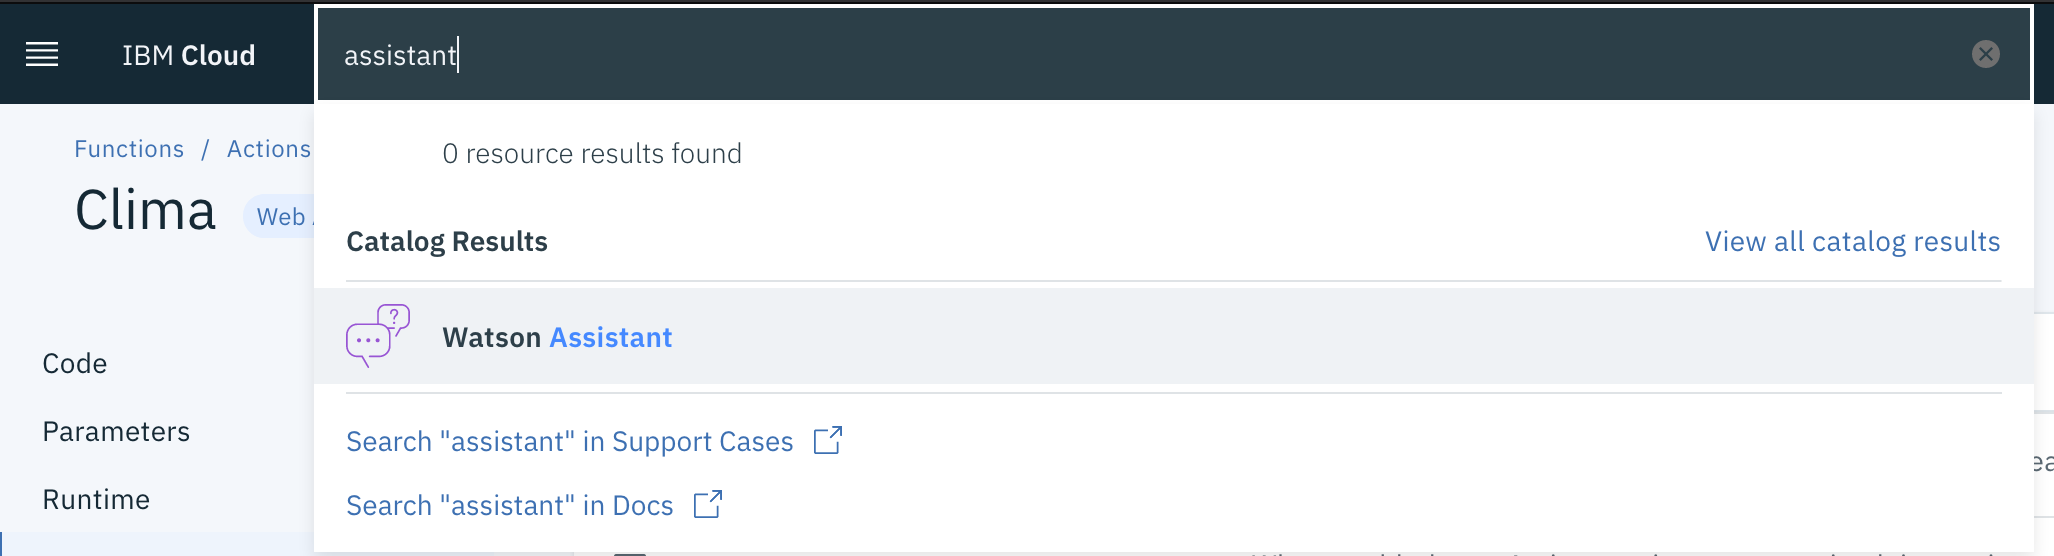 IBM Cloud
assistant
0 resource results found
Functions / Actions
Clima
Web
Catalog Results
View all catalog results
Watson Assistant
Code
Parameters
Runtime
Search "assistant" in Support Cases
Search "assistant" in Docs